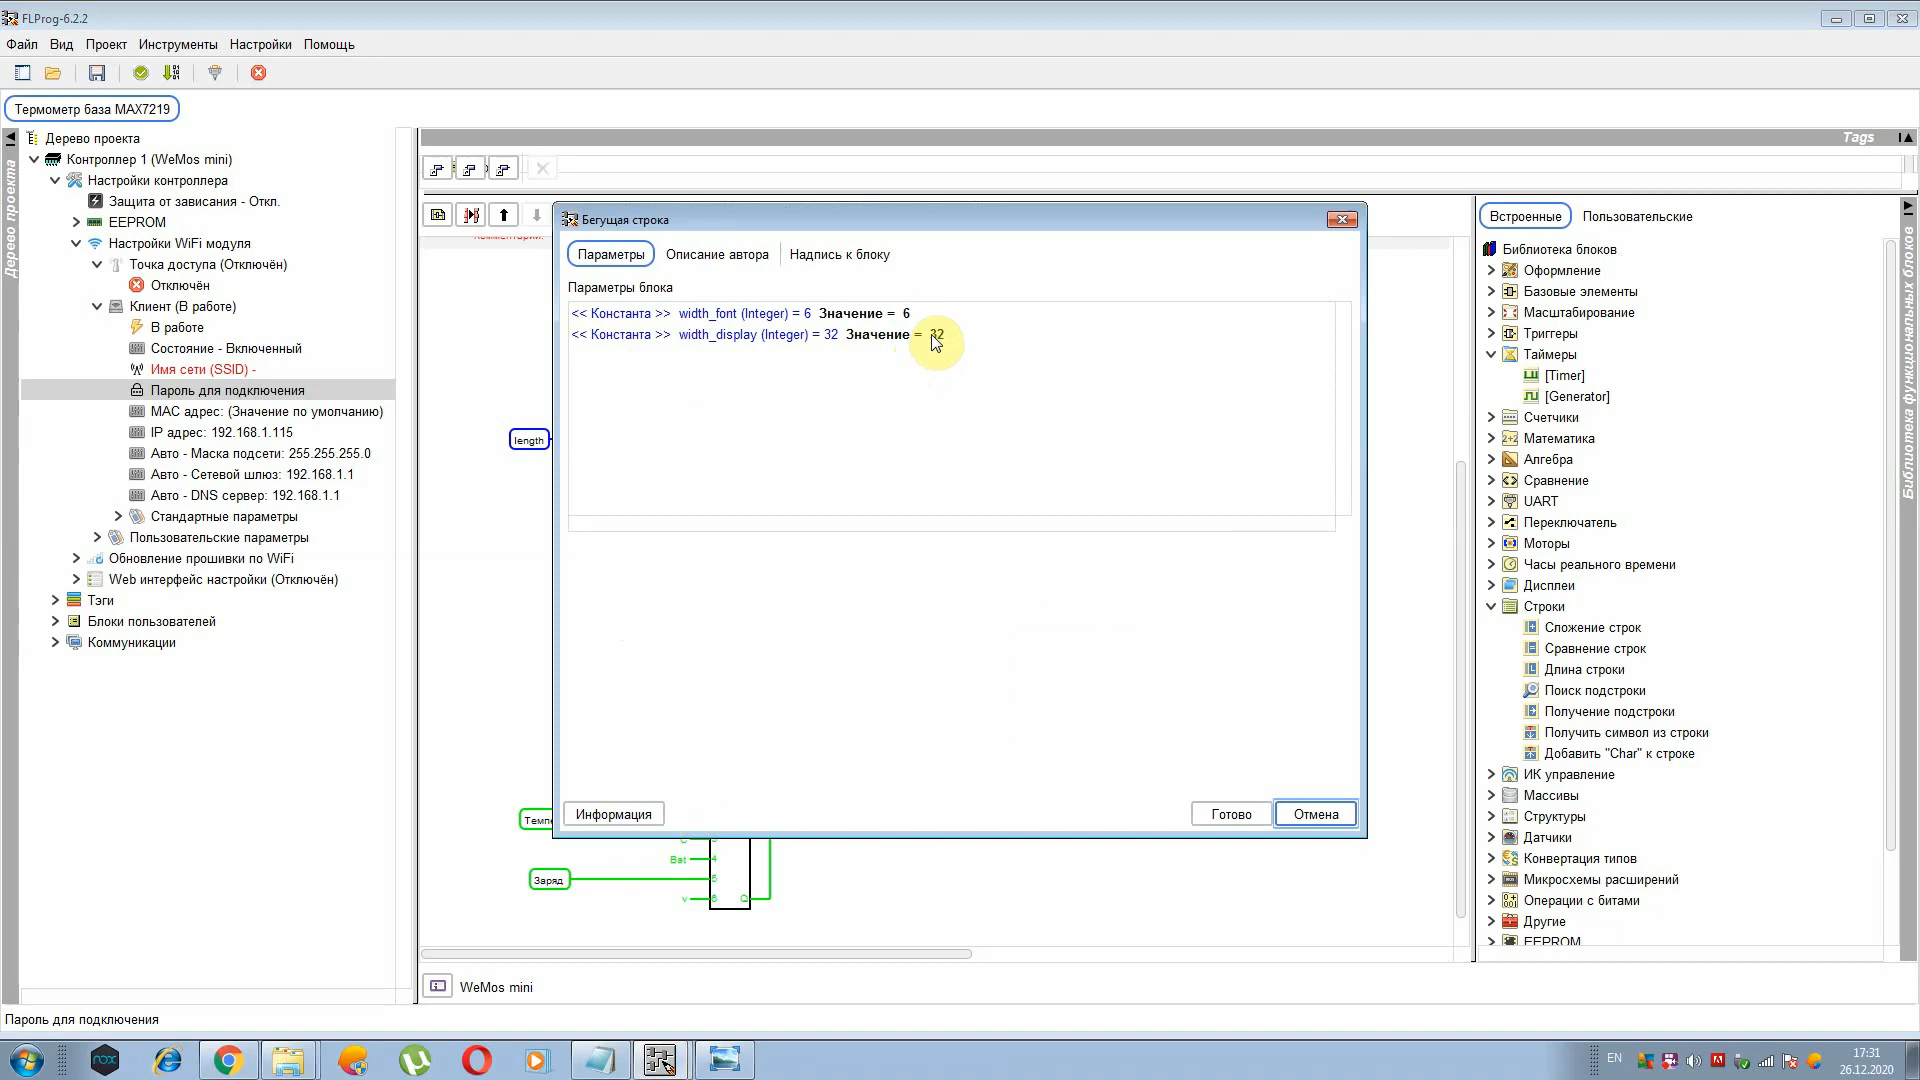 FLProg-6.2.2
Файл Вид Проект Инструменты Настройки Помощь
Термометр база MAX7219
Дерево проекта
Дерево проекта
Контроллер 1 (WeMos mini)
Настройки контроллера
Защита от зависания - Откл.
EEPROM
Настройки WiFi модуля
Точка доступа (Отключён)
Отключён
Клиент (В работе)
В работе
Состояние - Включенный
Имя сети (SSID) -
Пароль для подключения
MAC адрес: (Значение по умолчанию)
IP адрес: 192.168.1.115
Авто - Маска подсети: 255.255.255.0
Авто - Сетевой шлюз: 192.168.1.1
Авто - DNS сервер: 192.168.1.1
Стандартные параметры
Пользовательские параметры
Обновление прошивки по WiFi
Web интерфейс настройки (Отключён)
Тэги
Блоки пользователей
Коммуникации
Tags
length
Бегущая строка
Параметры Описание автора Надпись к блоку
Параметры блока
<< Константа >> width_font (Integer) = 6 Значение = 6
<< Константа >> width_display (Integer) = 32 Значение = 32
Информация Готово Отмена
Bat 4
Заряд 5
v 6 Q
WeMos mini
Встроенные Пользовательские
Библиотека блоков
Оформление
Базовые элементы
Масштабирование
Триггеры
Таймеры
[Timer]
[Generator]
Счетчики
Математика
Алгебра
Сравнение
UART
Переключатель
Моторы
Часы реального времени
Дисплеи
Строки
Сложение строк
Сравнение строк
Длина строки
Поиск подстроки
Получение подстроки
Получить символ из строки
Добавить "Char" к строке
ИК управление
Массивы
Структуры
Датчики
Конвертация типов
Микросхемы расширений
Операции с битами
Другие
EEPROM
Библиотека функциональных блоков
Пароль для подключения
nox
EN
17:31
26.12.2020